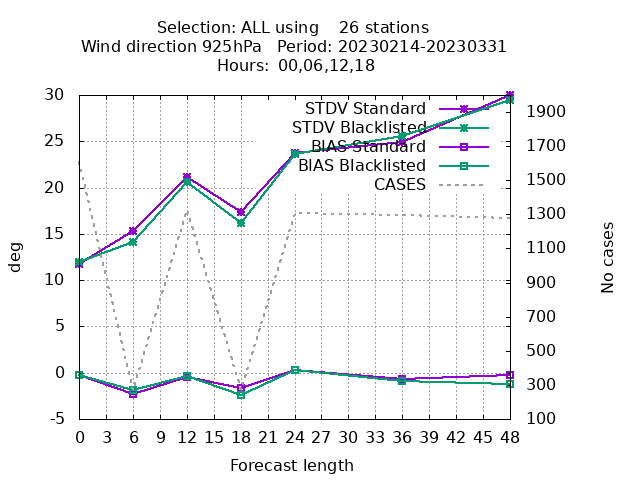 Selection: ALL using    26 stations
Wind direction 925hPa   Period: 20230214-20230331
Hours:  00,06,12,18
STDV Standard
STDV Blacklisted
BIAS Standard
BIAS Blacklisted
CASES
30
25
20
15
10
5
0
-5
deg
1900
1700
1500
1300
1100
900
700
500
300
100
No cases
0 3 6 9 12 15 18 21 24 27 30 33 36 39 42 45 48
Forecast length